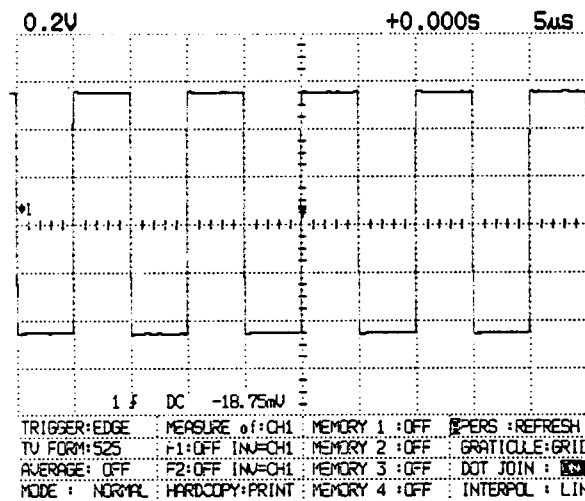 0.2V +0.000S 5µs
1
1 DC -18.75mV
TRIGGER:EDGE MEASURE of:CH1 MEMORY 1 :OFF PERS :REFRESH
TV FORM:525 F1:OFF INV=CH1 MEMORY 2 :OFF GRATICULE:GRID
AVERAGE: OFF F2:OFF INV=CH1 MEMORY 3 :OFF DOT JOIN :
MODE : NORMAL HARDCOPY:PRINT MEMORY 4 :OFF INTERPOL :